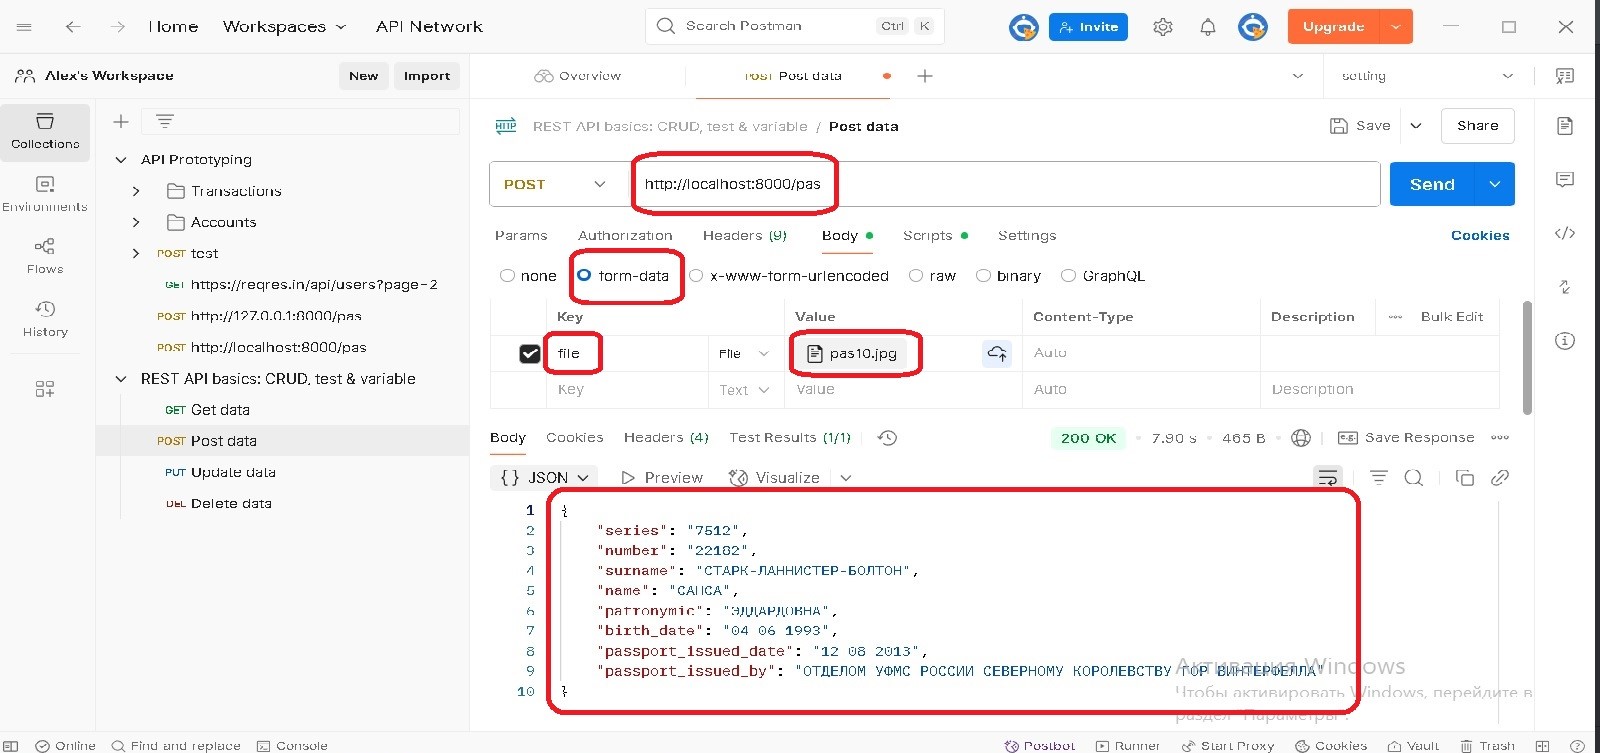 Home Workspaces API Network Search Postman Ctrl K Invite Upgrade
Alex's Workspace New Import Overview POST Post data setting
Collections
Environments
Flows
History
API Prototyping
Transactions
Accounts
POST test
GET https://reqres.in/api/users?page=2
POST http://127.0.0.1:8000/pas
POST http://localhost:8000/pas
REST API basics: CRUD, test & variable
GET Get data
POST Post data
PUT Update data
DEL Delete data
HTTP REST API basics: CRUD, test & variable / Post data Save Share
POST http://localhost:8000/pas Send
Params Authorization Headers (9) Body Scripts Settings Cookies
none form-data x-www-form-urlencoded raw binary GraphQL
Key Value Content-Type Description Bulk Edit
file File pas10.jpg Auto
Key Text Value Auto Description
Body Cookies Headers (4) Test Results (1/1) 200 OK 7.90 s 465 B e.g. Save Response
{} JSON Preview Visualize
1 {
2 "series": "7512",
3 "number": "22182",
4 "surname": "СТАРК-ЛАННИСТЕР-БОЛТОН",
5 "name": "САНСА",
6 "patronymic": "ЭДДАРДОВНА",
7 "birth_date": "04 06 1993",
8 "passport_issued_date": "12 08 2013",
9 "passport_issued_by": "ОТДЕЛОМ УФМС РОССИИ СЕВЕРНОМУ КОРОЛЕВСТВУ ГОР ВИНТЕРФЕЛЛА"
10 }
Активация Windows
Чтобы активировать Windows, перейдите в
раздел "Параметры".
Online Find and replace Console Postbot Runner Start Proxy Cookies Vault Trash